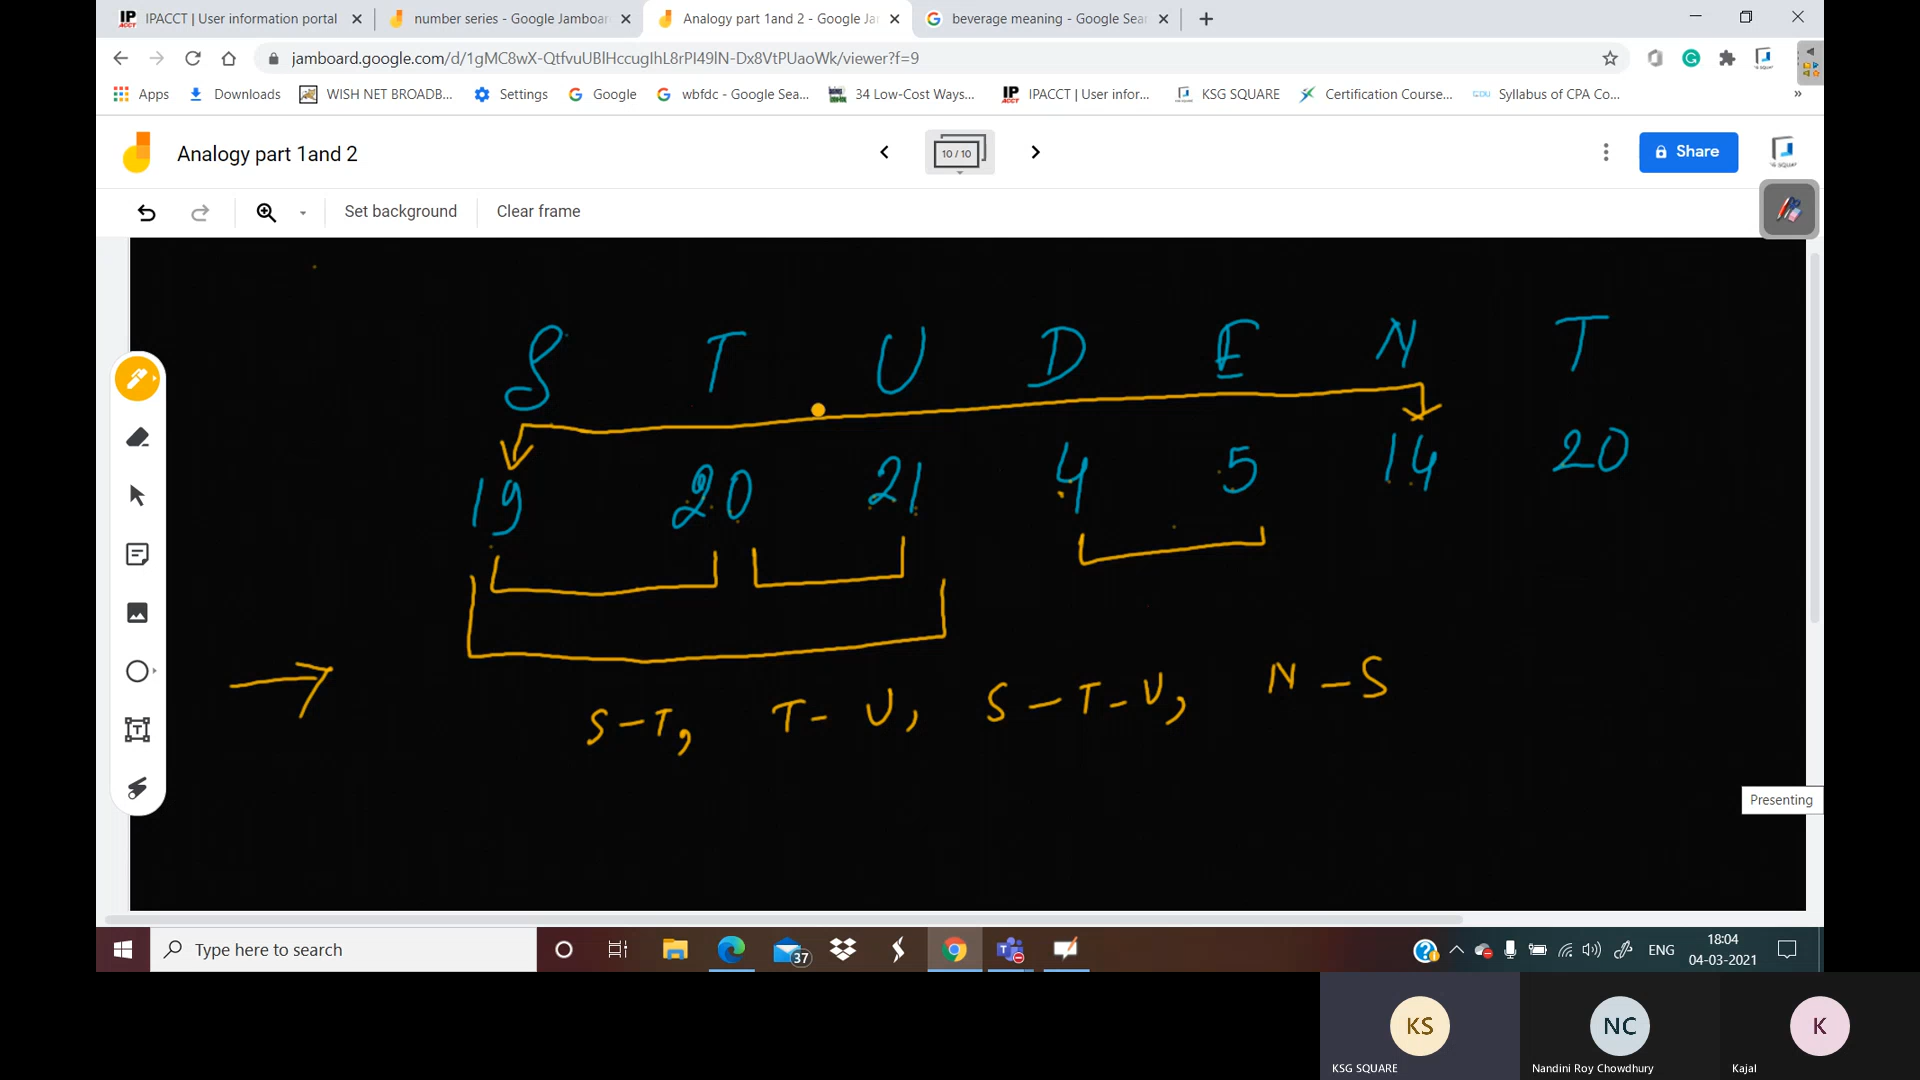 IPACCT | User information portal
number series - Google Jamboar
Analogy part 1and 2 - Google Ja
beverage meaning - Google Sea
jamboard.google.com/d/1gMC8wX-QtfvuUBlHccugIhL8rPI49lN-Dx8VtPUaoWk/viewer?f=9
Apps Downloads WISH NET BROADB... Settings Google wbfdc - Google Sea... 34 Low-Cost Ways... IPACCT | User infor... KSG SQUARE Certification Course... Syllabus of CPA Co... »
Analogy part 1and 2
10 / 10
Share
Set background Clear frame
S T U D E N T
19 20 21 4 5 14 20
S-T, T- U, S-T-U, N-S
Presenting
Type here to search
37
ENG
18:04
04-03-2021
KS NC K
KSG SQUARE Nandini Roy Chowdhury Kajal